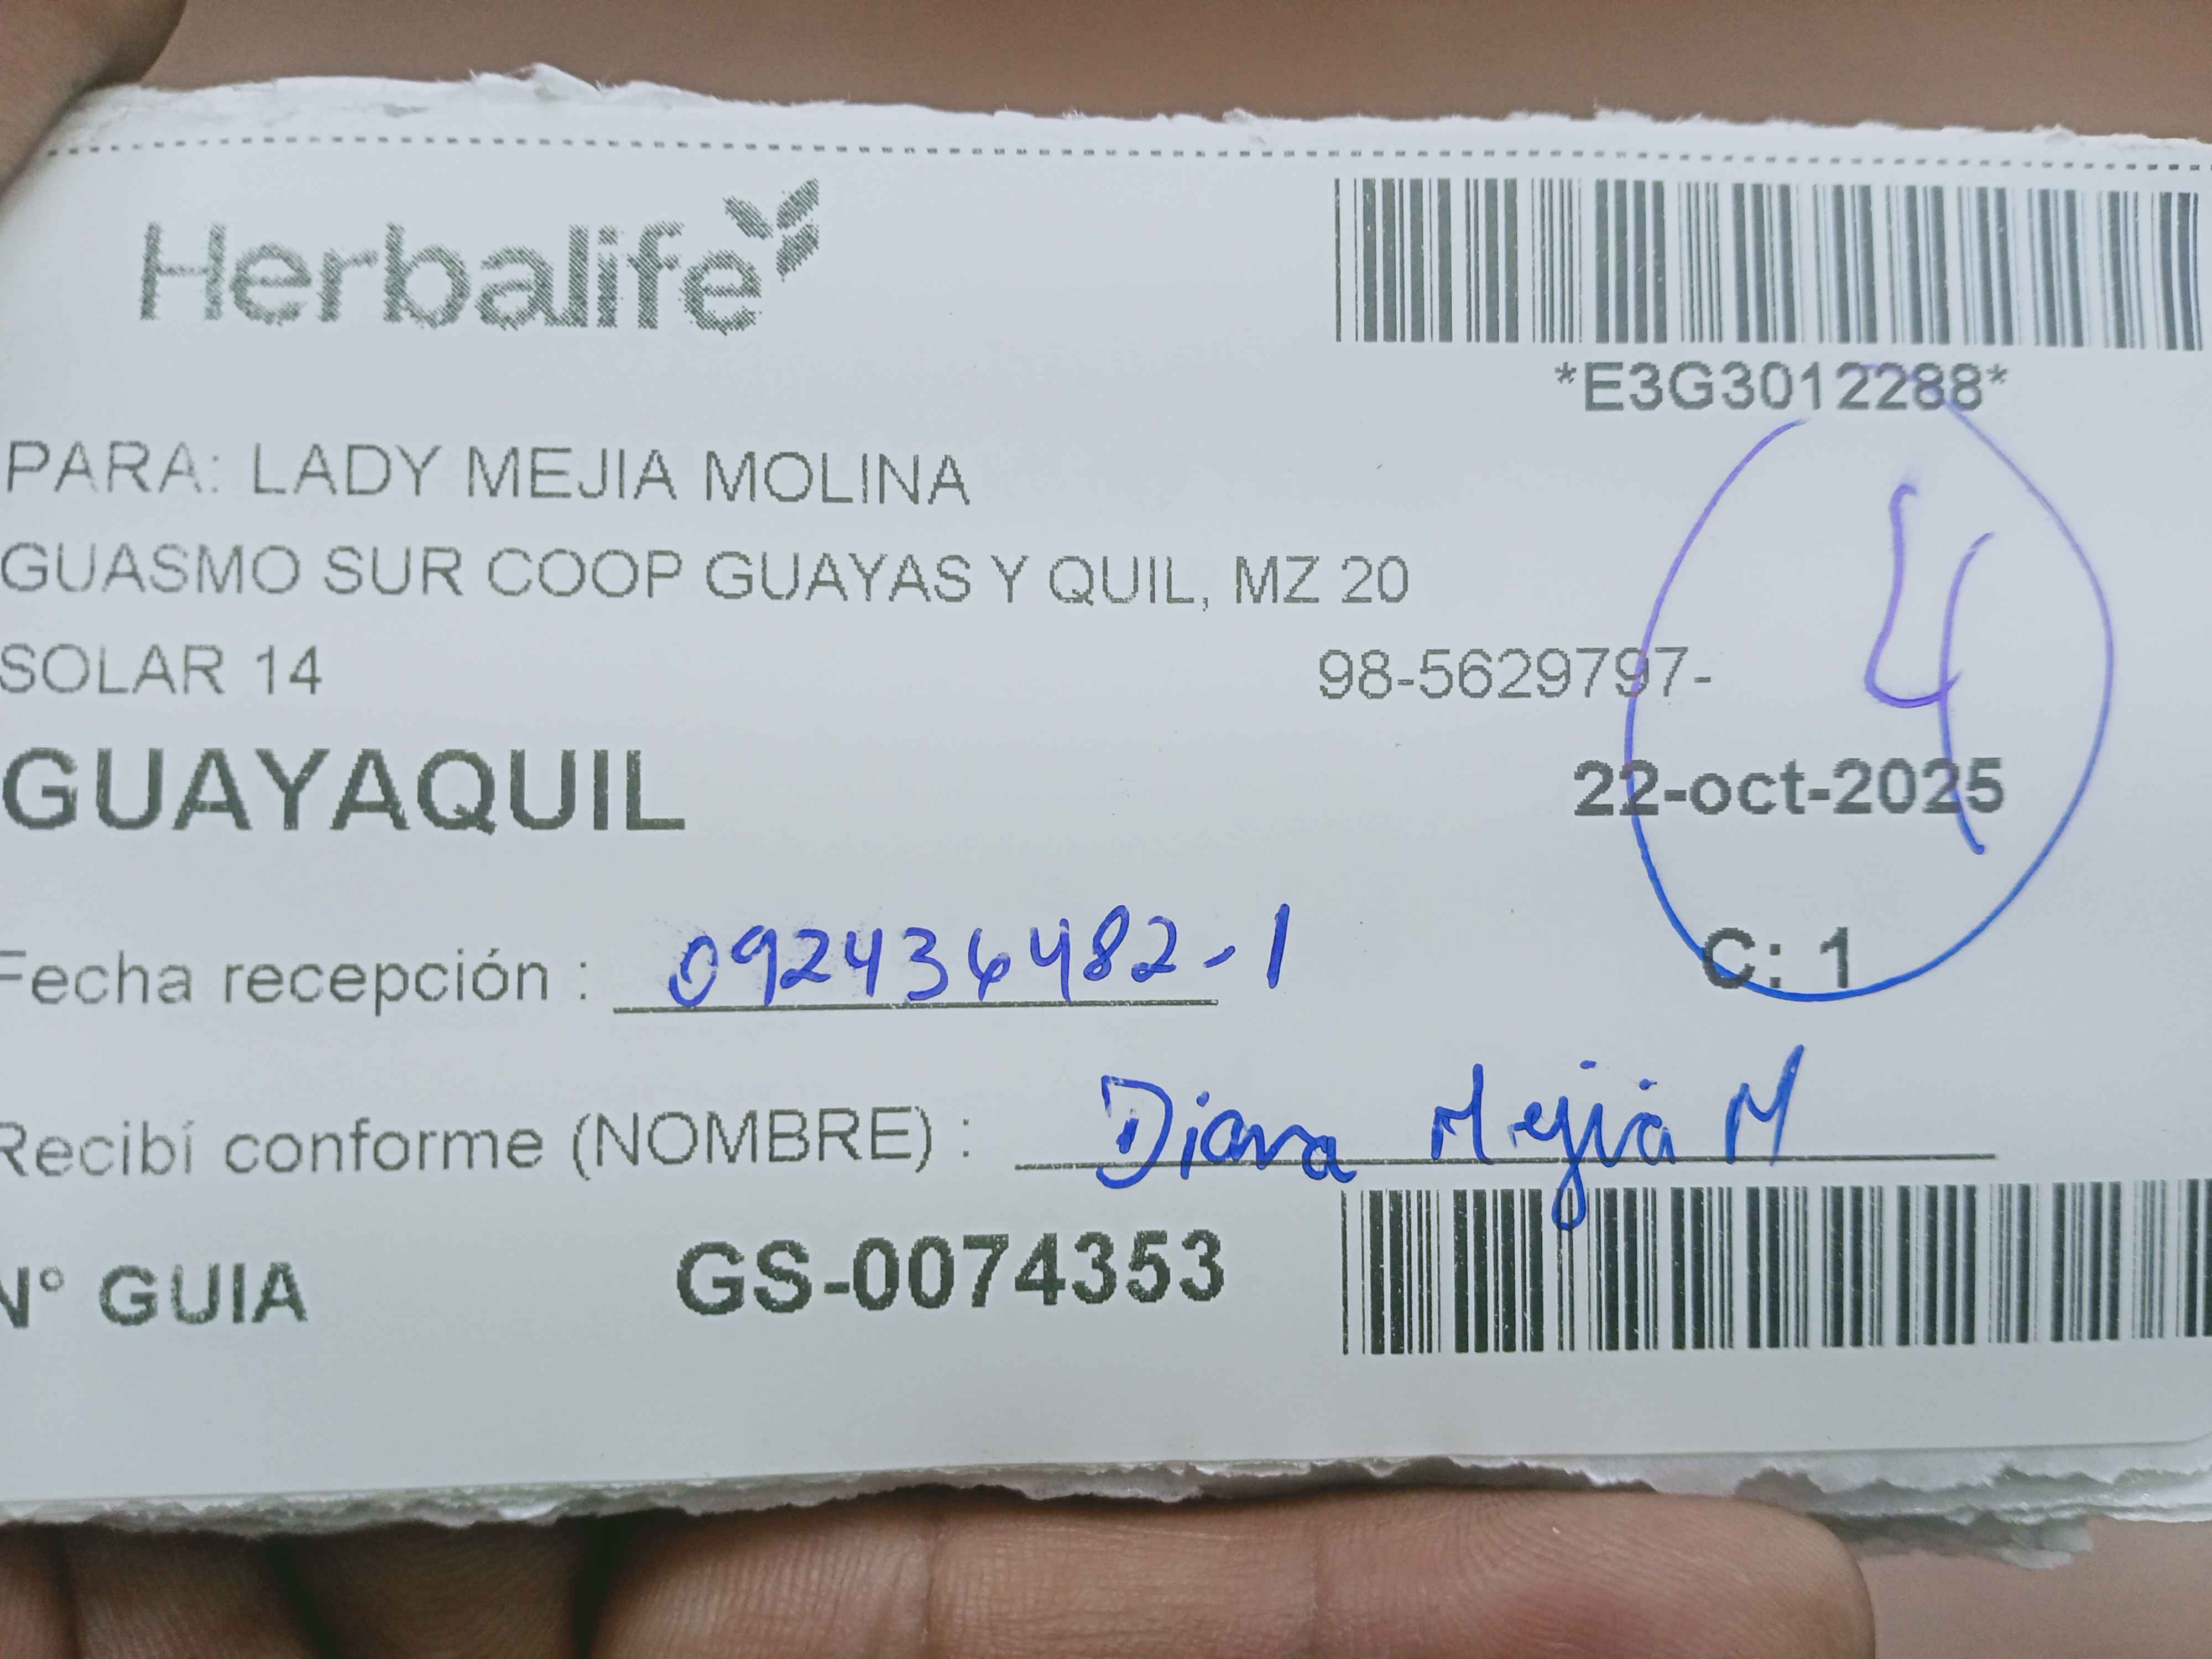 Herbalife
*E3G3012288*
PARA: LADY MEJIA MOLINA
GUASMO SUR COOP GUAYAS Y QUIL, MZ 20
SOLAR 14
98-5629797-
4
GUAYAQUIL
22-oct-2025
C: 1
Fecha recepción : 092436482-1
Recibí conforme (NOMBRE) : Diana Mejia M
N° GUIA GS-0074353